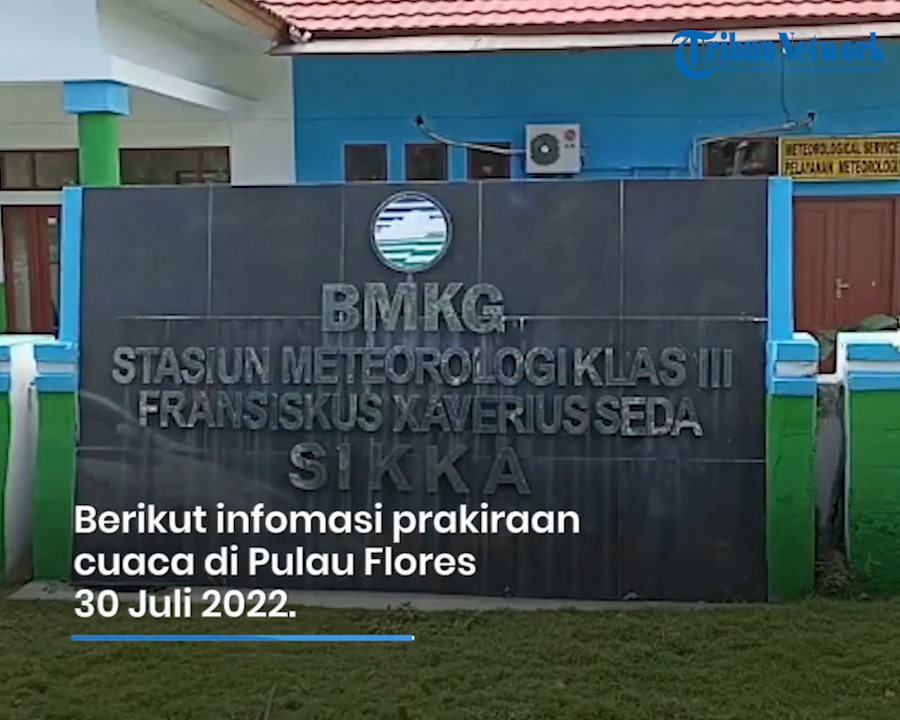 Tribun Network
METEOROLOGICAL SERVICE
PELAYANAN METEOROLOGI
BMKG
STASIUN METEOROLOGI KLAS III
FRANSISKUS XAVERIUS SEDA
SIKKA
Berikut infomasi prakiraan
cuaca di Pulau Flores
30 Juli 2022.